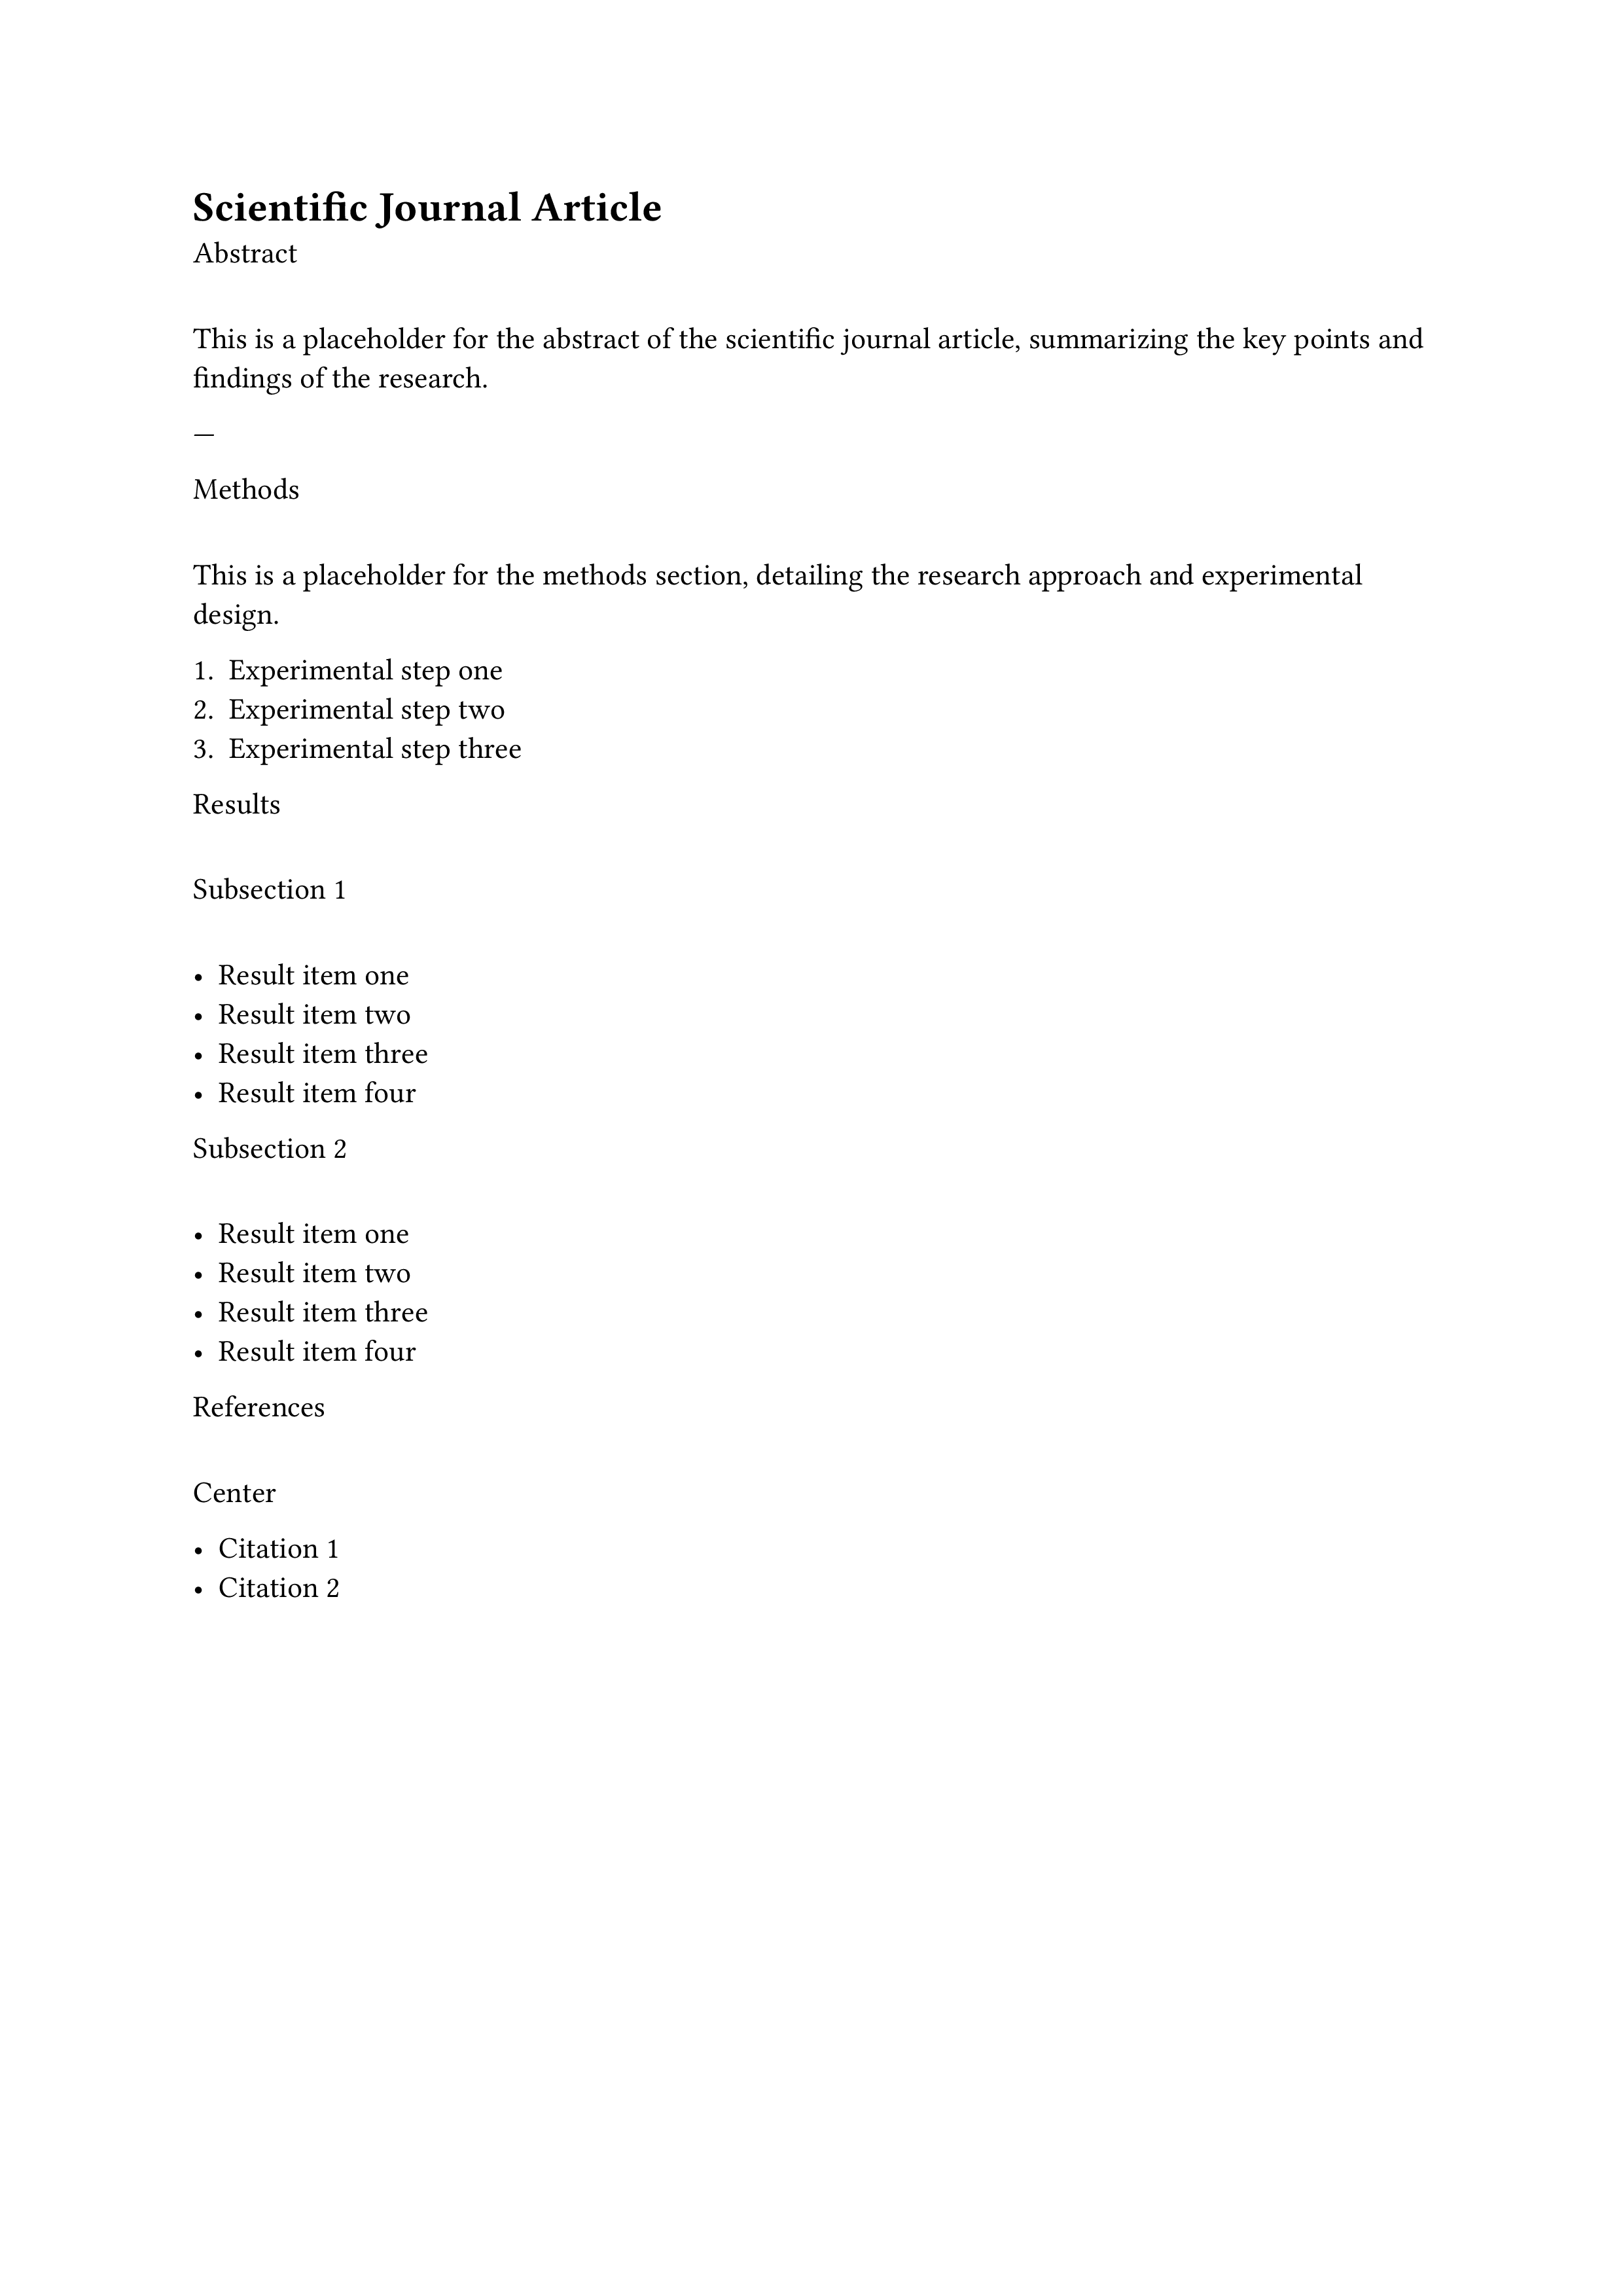 Scientific Journal Article
Abstract
This is a placeholder for the abstract of the scientific journal article, summarizing the key points and
findings of the research.
—
Methods
This is a placeholder for the methods section, detailing the research approach and experimental
design.
1. Experimental step one
2. Experimental step two
3. Experimental step three
Results
Subsection 1
• Result item one
• Result item two
• Result item three
• Result item four
Subsection 2
• Result item one
• Result item two
• Result item three
• Result item four
References
Center
• Citation 1
• Citation 2